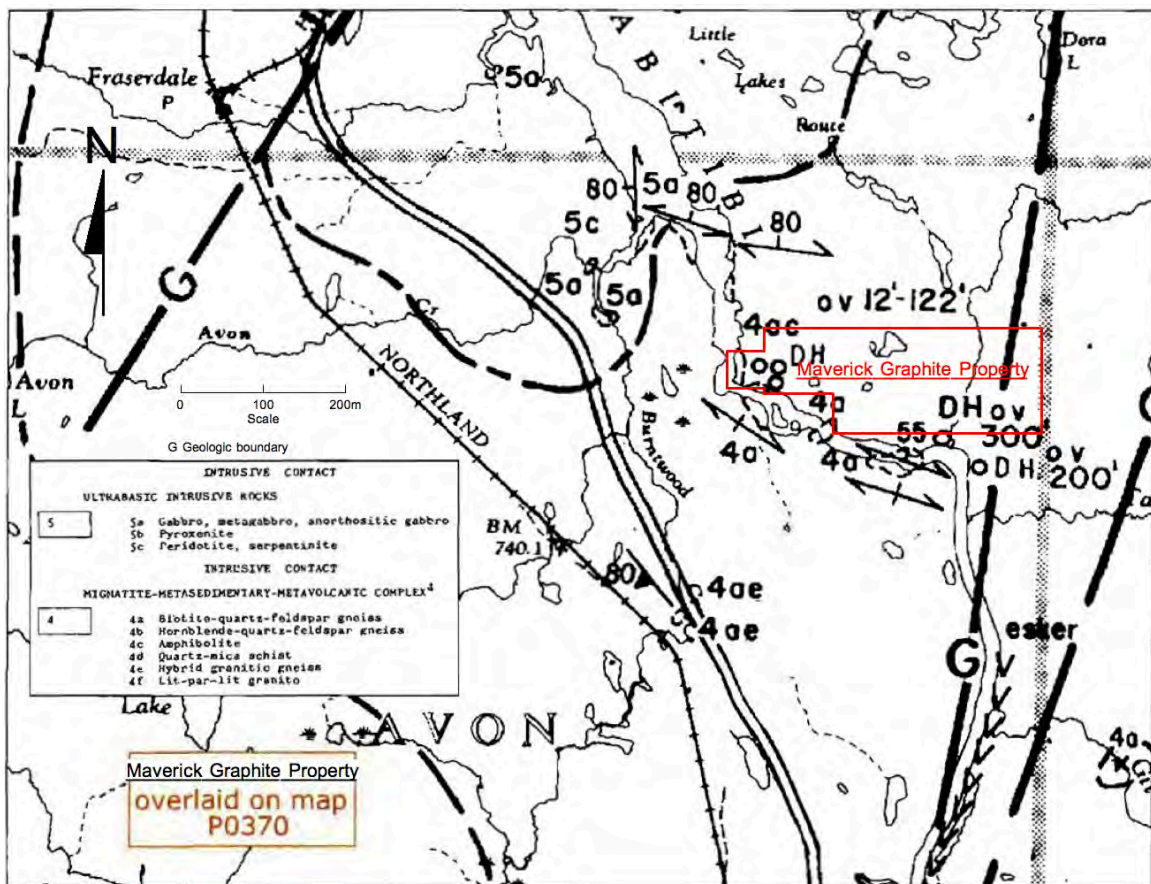 Little
Dora
L
Fraserdale
P
5a
Lakes
ABITIBI
Route
N
80
5a
80
5c
80
G
5a
5a
ov 12'-122'
4ac
Avon
Cr
DH
Maverick Graphite Property
Avon
L
NORTHLAND
0 100 200m
Scale
4a
DH ov
300'
G Geologic boundary
Burntwood
4a
4a
55
ov
DH 200'
INTRUSIVE CONTACT
ULTRABASIC INTRUSIVE ROCKS
5
5a Gabbro, metagabbro, anorthositic gabbro
5b Pyroxenite
5c Peridotite, serpentinite
INTRUSIVE CONTACT
MIGMATITE-METASEDIMENTARY-METAVOLCANIC COMPLEX4
4
4a Biotite-quartz-feldspar gneiss
4b Hornblende-quartz-feldspar gneiss
4c Amphibolite
4d Quartz-mica schist
4e Hybrid granitic gneiss
4f Lit-par-lit granite
BM
740.1
80
4ae
4ae
G
ester
Lake
AVON
4a
Maverick Graphite Property
overlaid on map
P0370